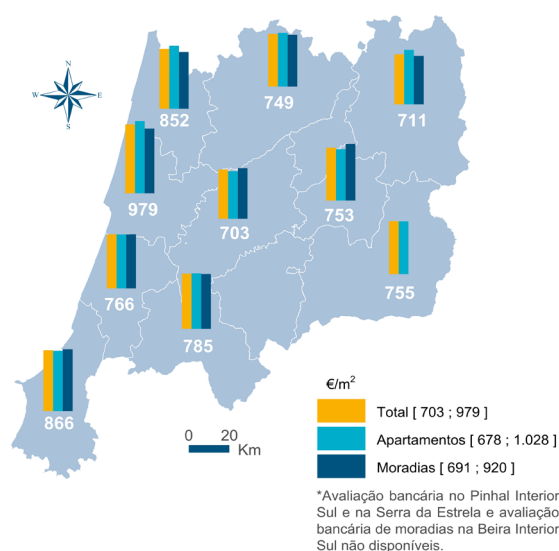 N
W E
S
852
749
711
979
703
753
766
785
755
866
€/m²
Total [ 703 ; 979 ]
Apartamentos [ 678 ; 1.028 ]
Moradias [ 691 ; 920 ]
0 20
Km
*Avaliação bancária no Pinhal Interior
Sul e na Serra da Estrela e avaliação
bancária de moradias na Beira Interior
Sul não disponíveis.